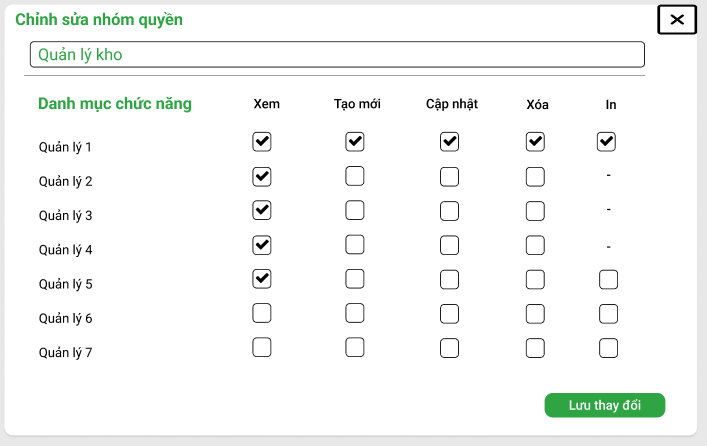 Chỉnh sửa nhóm quyền
Quản lý kho
Danh mục chức năng Xem Tạo mới Cập nhật Xóa In
Quản lý 1
Quản lý 2 -
Quản lý 3 -
Quản lý 4 -
Quản lý 5
Quản lý 6
Quản lý 7
Lưu thay đổi